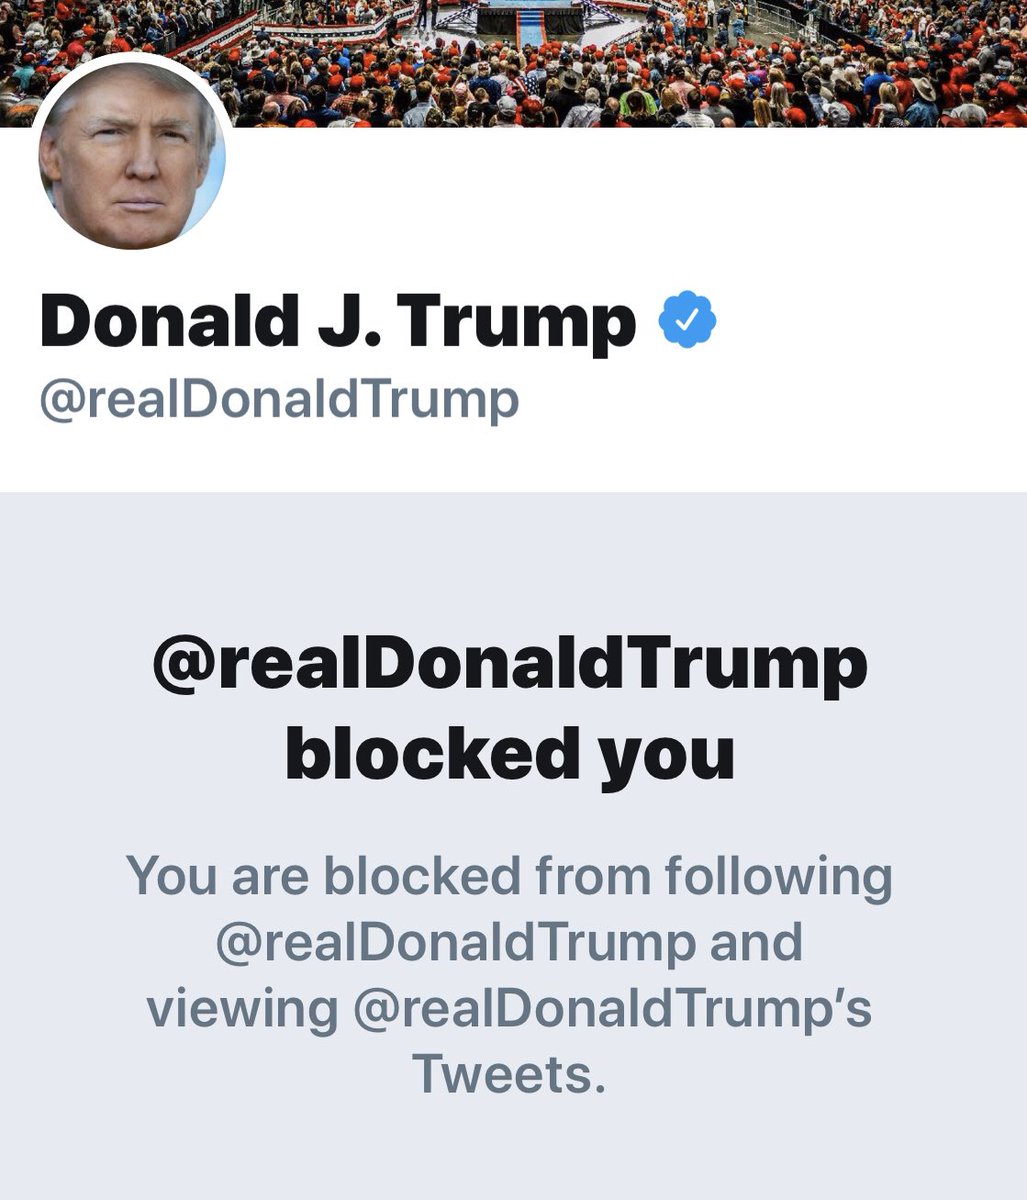 Donald J. Trump
@realDonaldTrump
@realDonaldTrump
blocked you
You are blocked from following
@realDonaldTrump and
viewing @realDonaldTrump’s
Tweets.